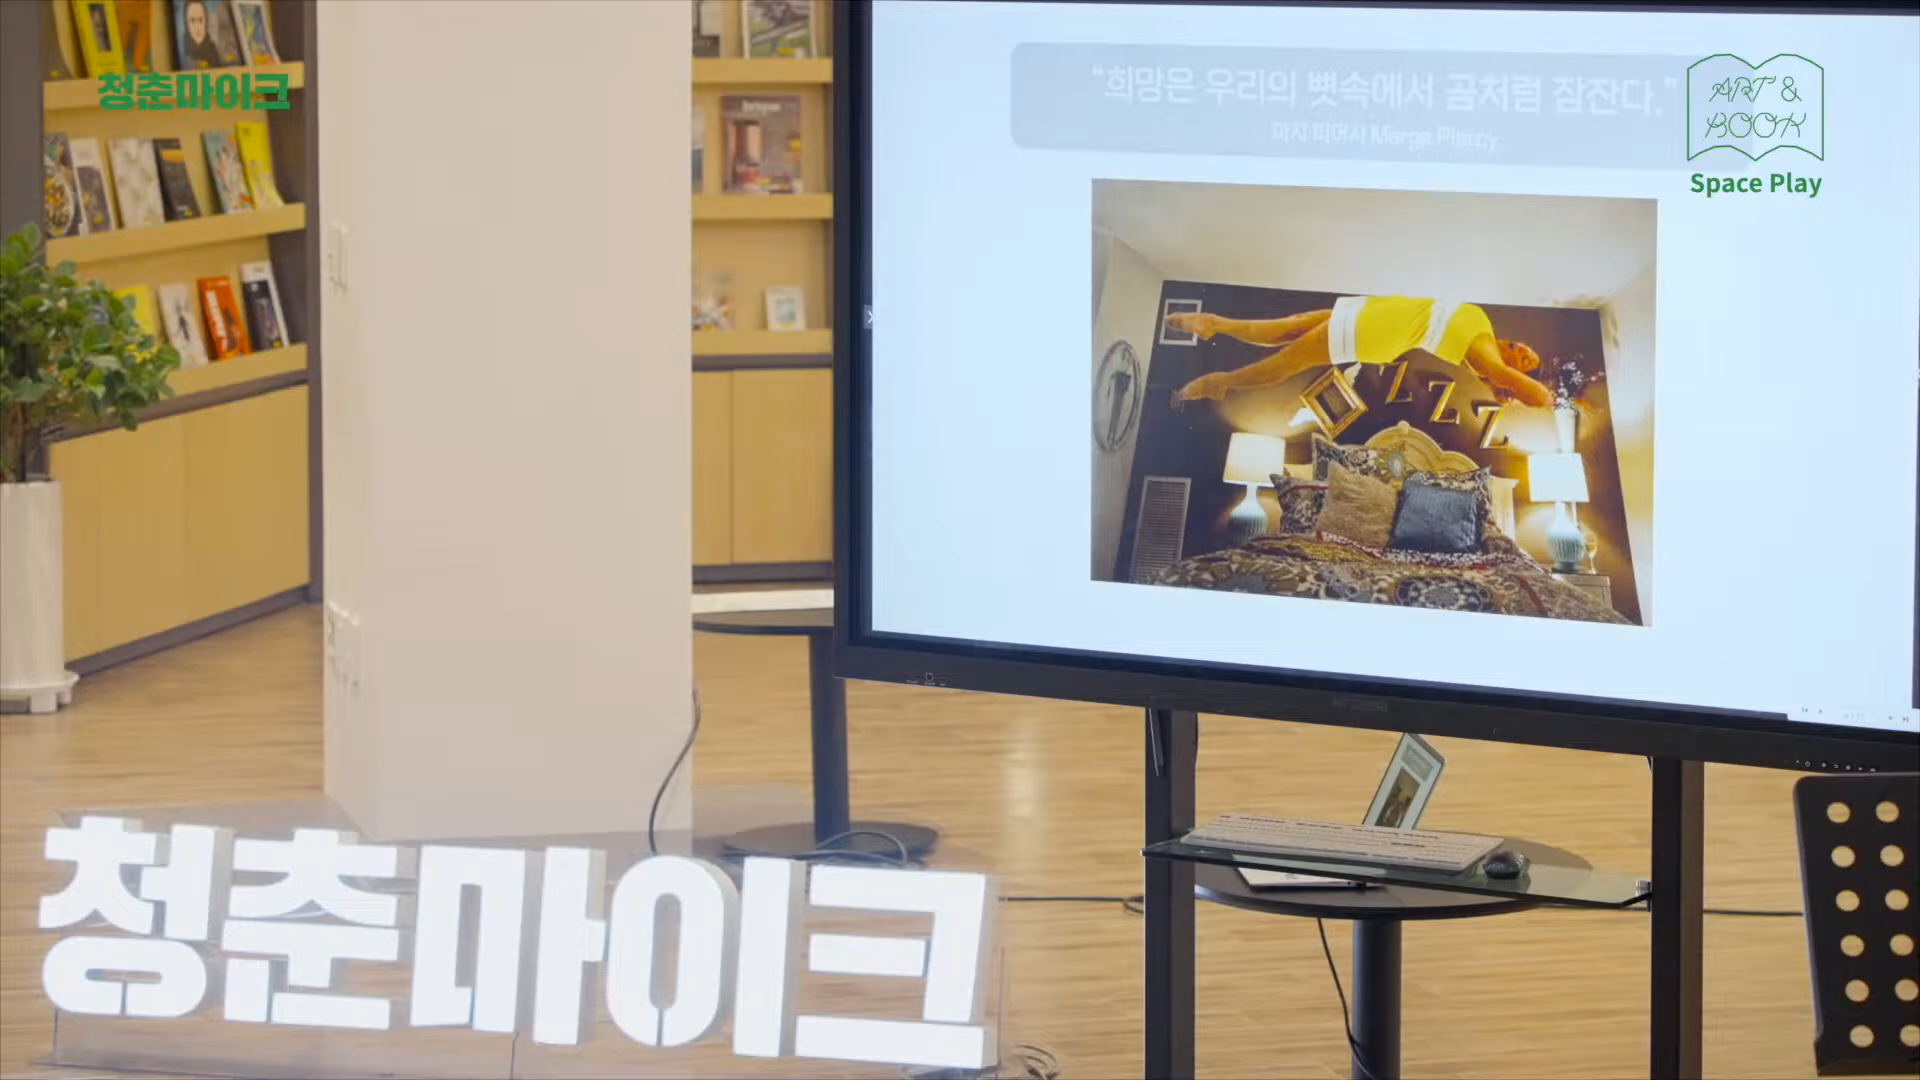 청춘마이크
"희망은 우리의 뼛속에서 곰처럼 잠잔다."
마지 피어시 Marge Piercy
ART &
BOOK
Space Play
Z Z Z
청춘마이크